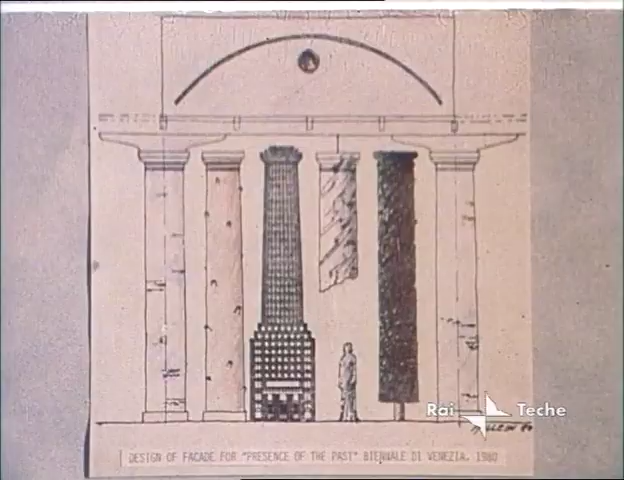 Rai Teche
DESIGN OF FACADE FOR "PRESENCE OF THE PAST" BIENNALE DI VENEZIA. 1980